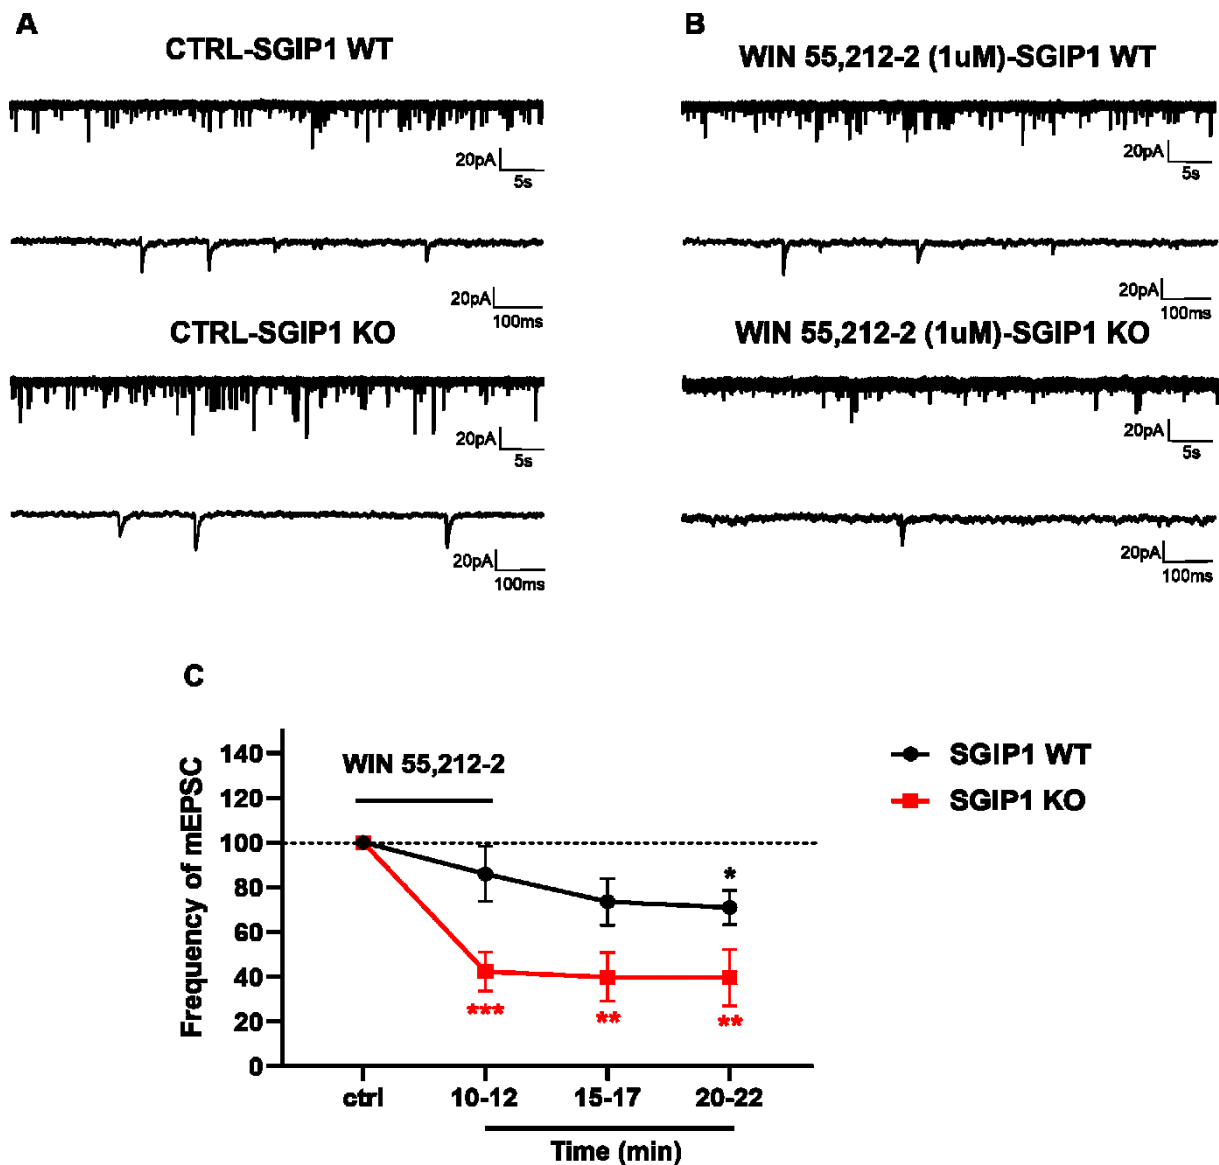 A
CTRL-SGIP1 WT
20pA
5s
20pA
100ms
CTRL-SGIP1 KO
20pA
5s
20pA
100ms
B
WIN 55,212-2 (1uM)-SGIP1 WT
20pA
5s
20pA
100ms
WIN 55,212-2 (1uM)-SGIP1 KO
20pA
5s
20pA
100ms
C
Frequency of mEPSC
140
120
100
80
60
40
20
0
WIN 55,212-2
*
***
**
**
ctrl
10-12
15-17
20-22
Time (min)
SGIP1 WT
SGIP1 KO